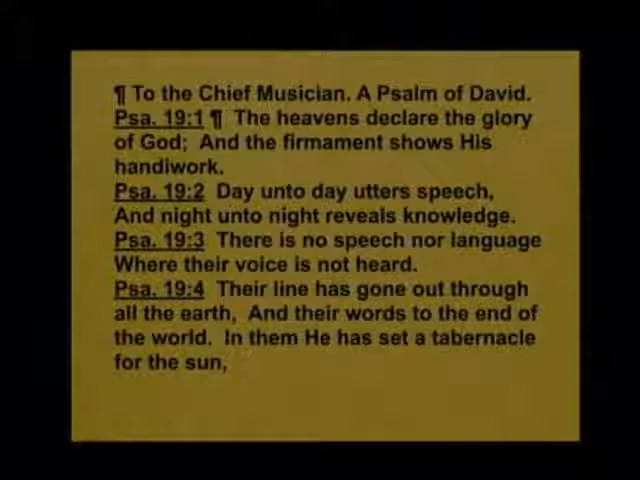 ¶ To the Chief Musician. A Psalm of David.
Psa. 19:1 ¶ The heavens declare the glory
of God; And the firmament shows His
handiwork.
Psa. 19:2 Day unto day utters speech,
And night unto night reveals knowledge.
Psa. 19:3 There is no speech nor language
Where their voice is not heard.
Psa. 19:4 Their line has gone out through
all the earth, And their words to the end of
the world. In them He has set a tabernacle
for the sun,